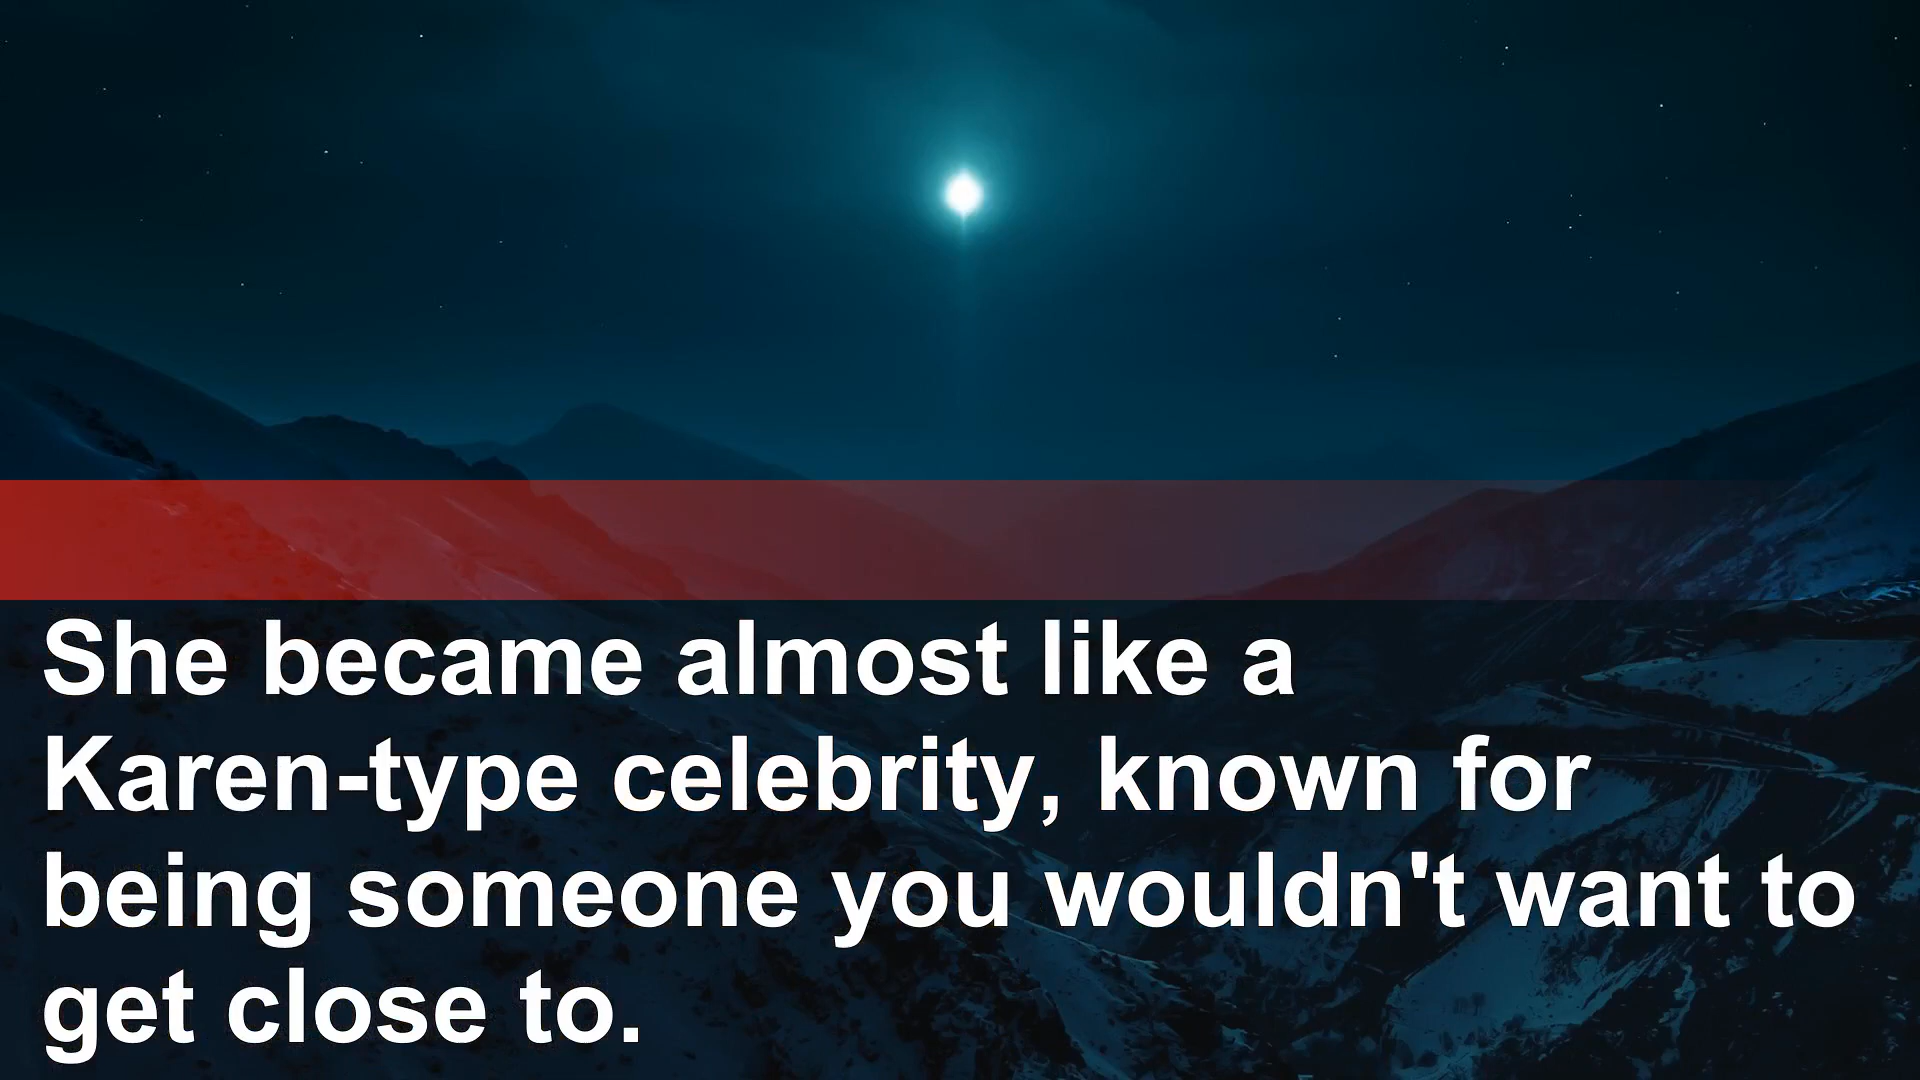 She became almost like a
Karen-type celebrity, known for
being someone you wouldn't want to
get close to.